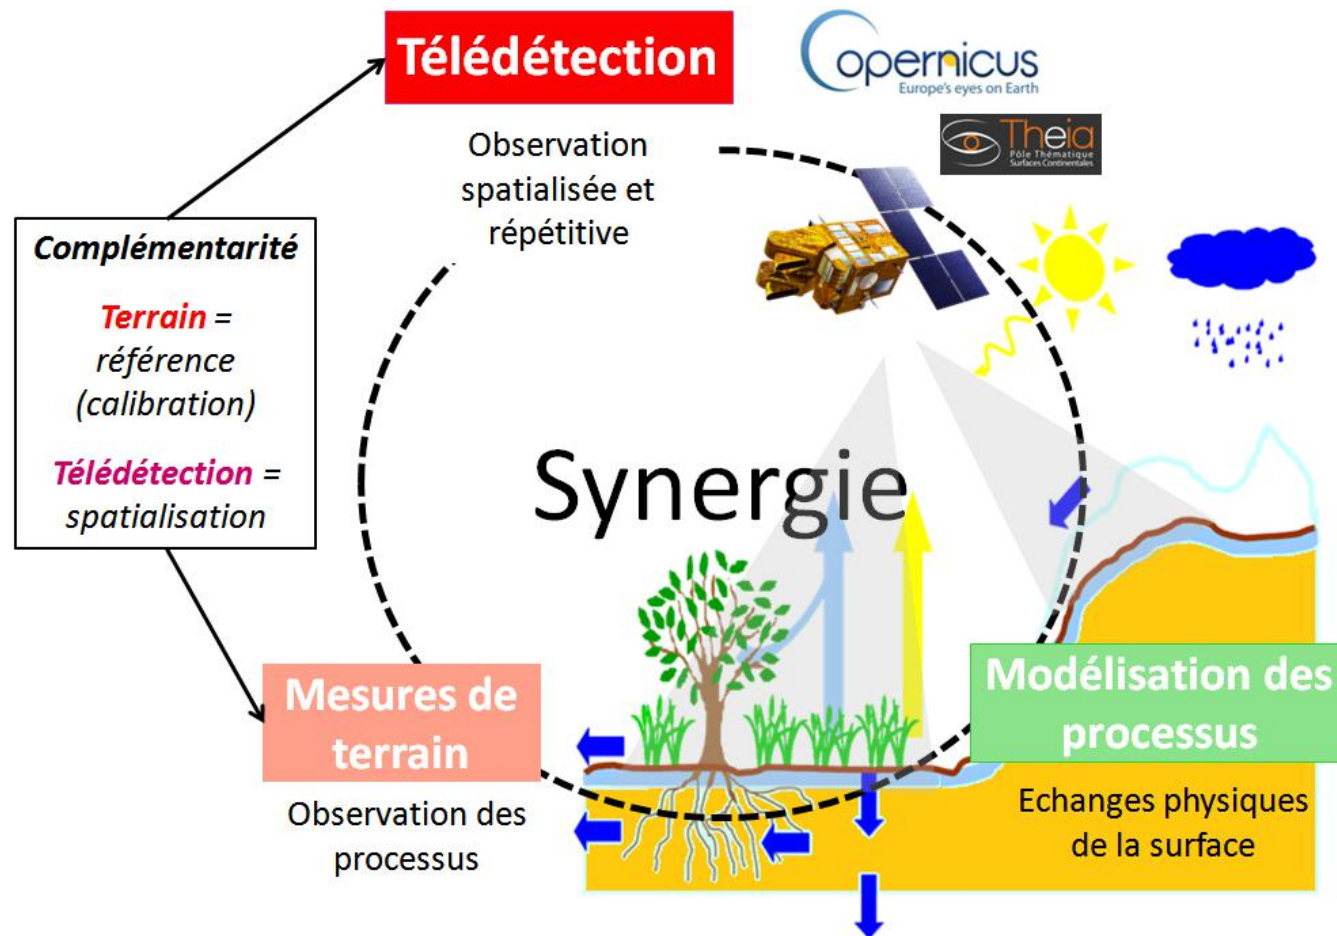 Télédétection
Copernicus
Europe's eyes on Earth
Theia
Pôle Thématique
Surfaces Continentales
Observation
spatialisée et
répétitive
Complémentarité
Terrain =
référence
(calibration)
Télédétection =
spatialisation
Synergie
Mesures de
terrain
Observation des
processus
Modélisation des
processus
Echanges physiques
de la surface